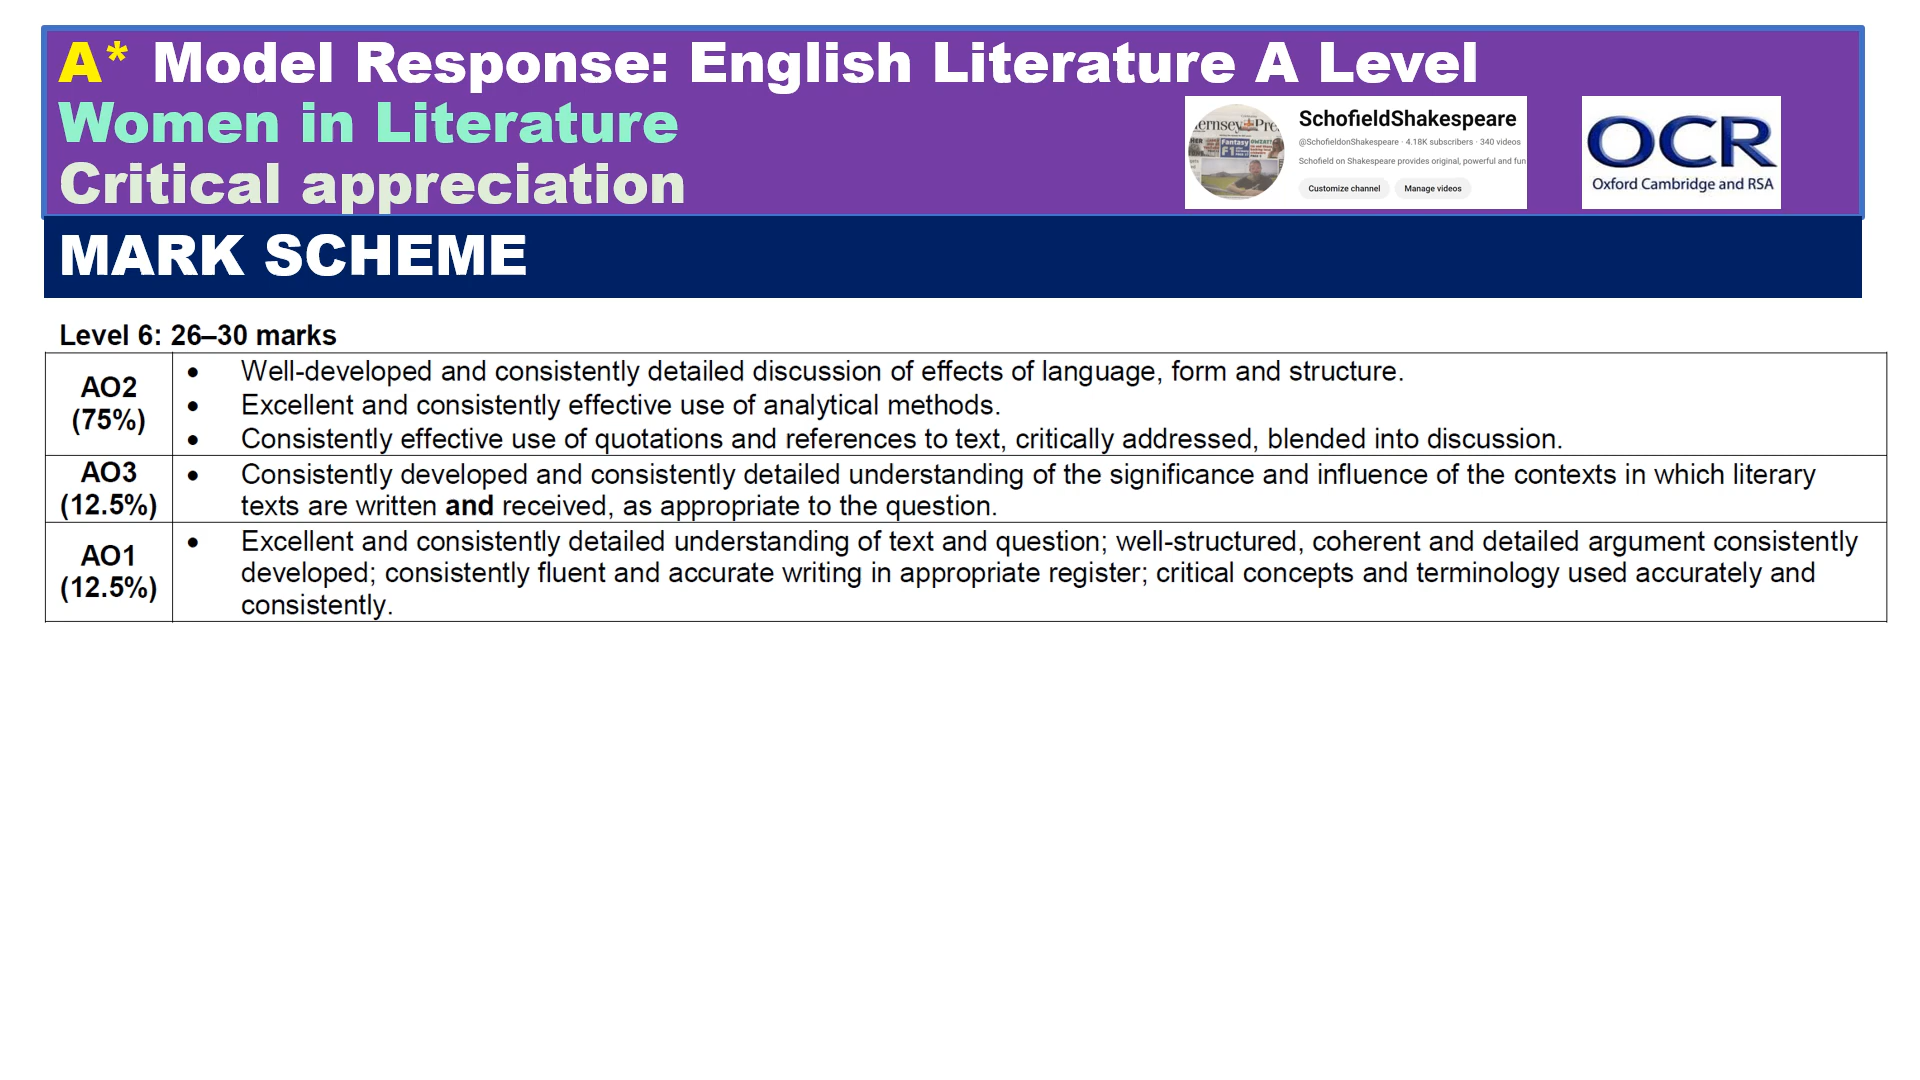 A* Model Response: English Literature A Level
Women in Literature
Critical appreciation
SchofieldShakespeare
@SchofieldonShakespeare · 4.18K subscribers · 340 videos
Schofield on Shakespeare provides original, powerful and fun
Customize channel
Manage videos
OCR
Oxford Cambridge and RSA
MARK SCHEME
Level 6: 26–30 marks
AO2
(75%)
• Well-developed and consistently detailed discussion of effects of language, form and structure.
• Excellent and consistently effective use of analytical methods.
• Consistently effective use of quotations and references to text, critically addressed, blended into discussion.
AO3
(12.5%)
• Consistently developed and consistently detailed understanding of the significance and influence of the contexts in which literary
texts are written and received, as appropriate to the question.
AO1
(12.5%)
• Excellent and consistently detailed understanding of text and question; well-structured, coherent and detailed argument consistently
developed; consistently fluent and accurate writing in appropriate register; critical concepts and terminology used accurately and
consistently.